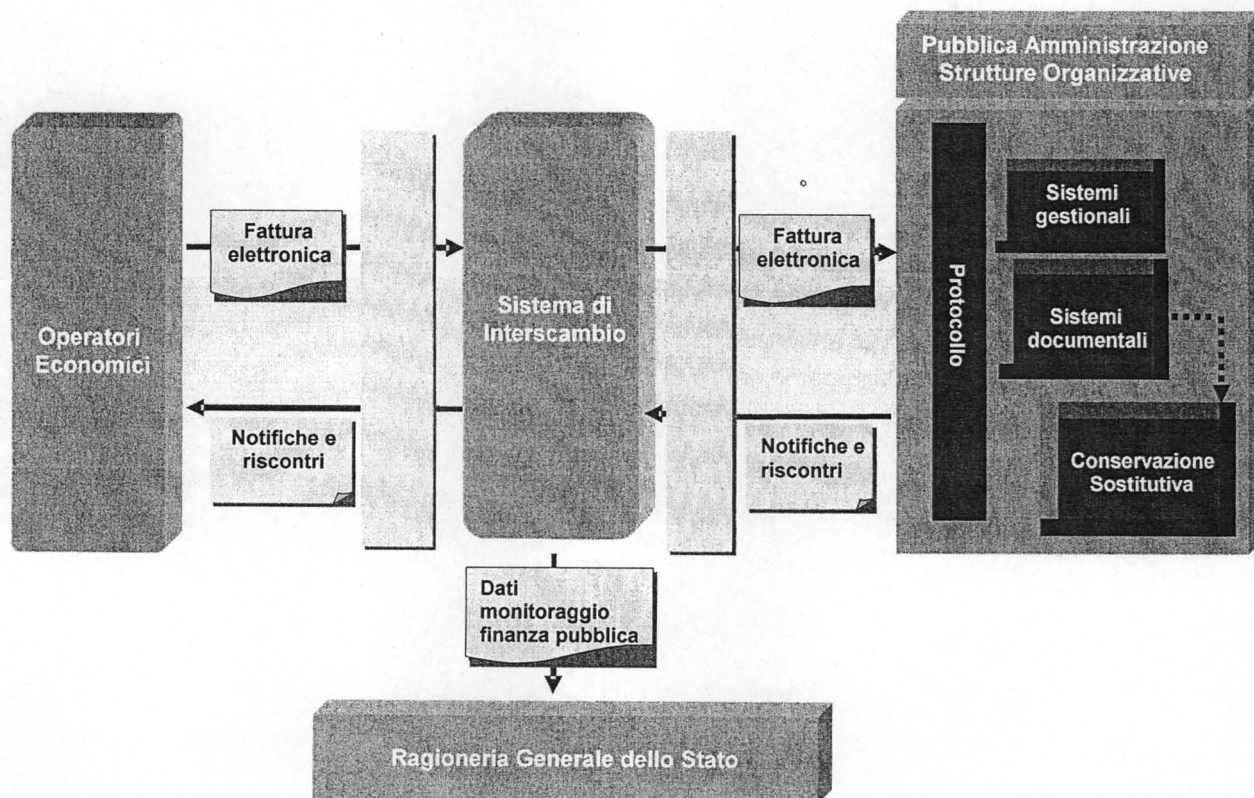 Pubblica Amministrazione
Strutture Organizzative
Operatori
Economici
Fattura
elettronica
Notifiche e
riscontri
Sistema di
Interscambio
Fattura
elettronica
Notifiche e
riscontri
Protocollo
Sistemi
gestionali
Sistemi
documentali
Conservazione
Sostitutiva
Dati
monitoraggio
finanza pubblica
Ragioneria Generale dello Stato